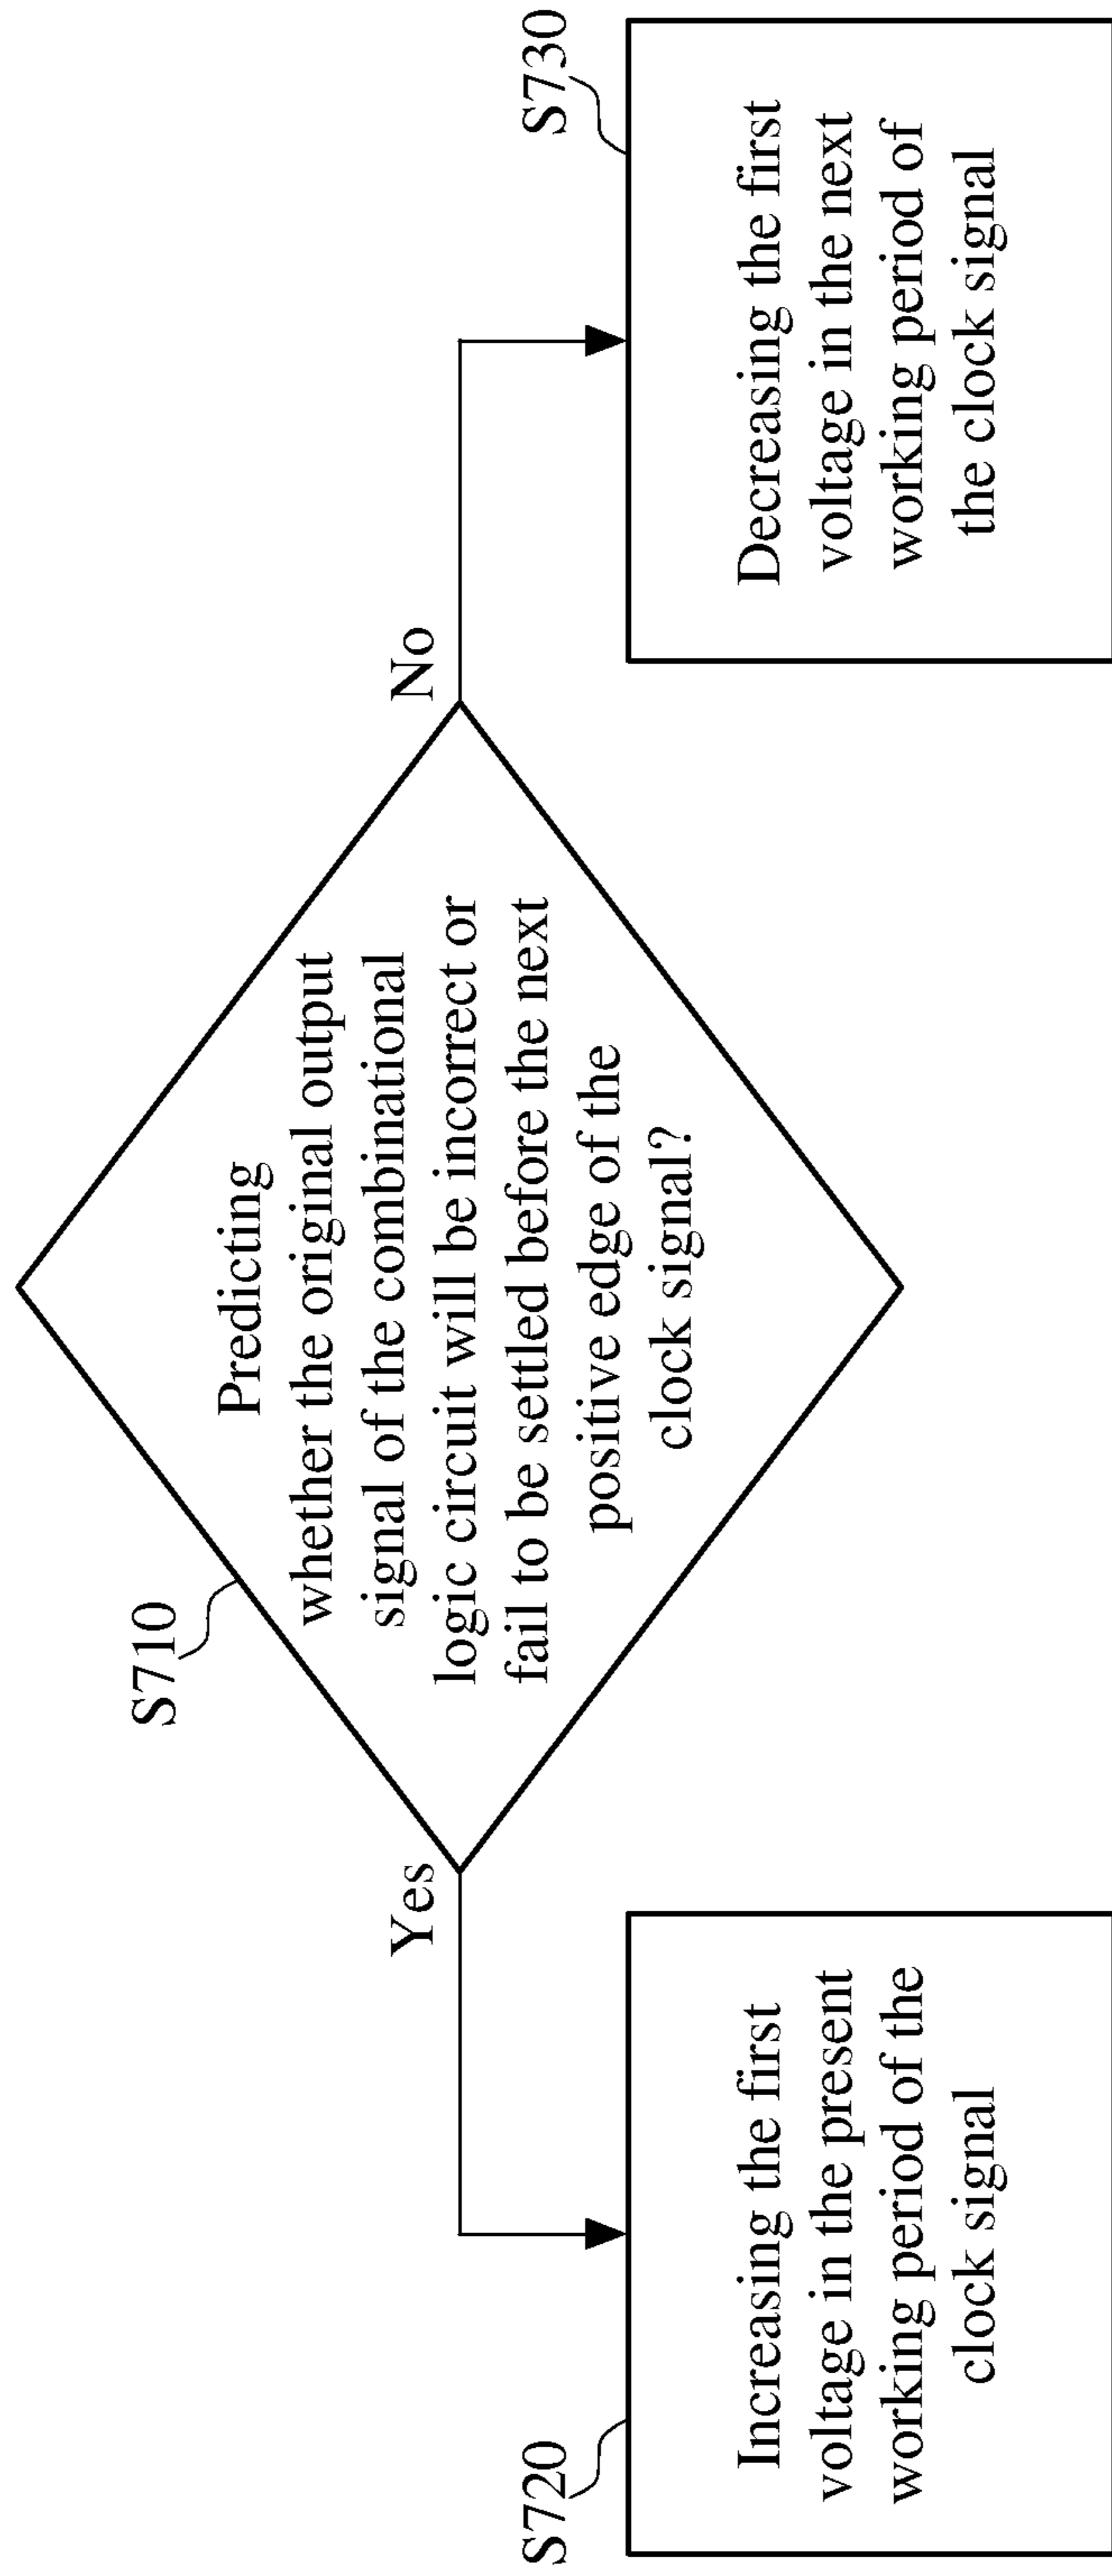 S710
Predicting
whether the original output
signal of the combinational
logic circuit will be incorrect or
fail to be settled before the next
positive edge of the
clock signal?
Yes
No
S720
Increasing the first
voltage in the present
working period of the
clock signal
S730
Decreasing the first
voltage in the next
working period of
the clock signal